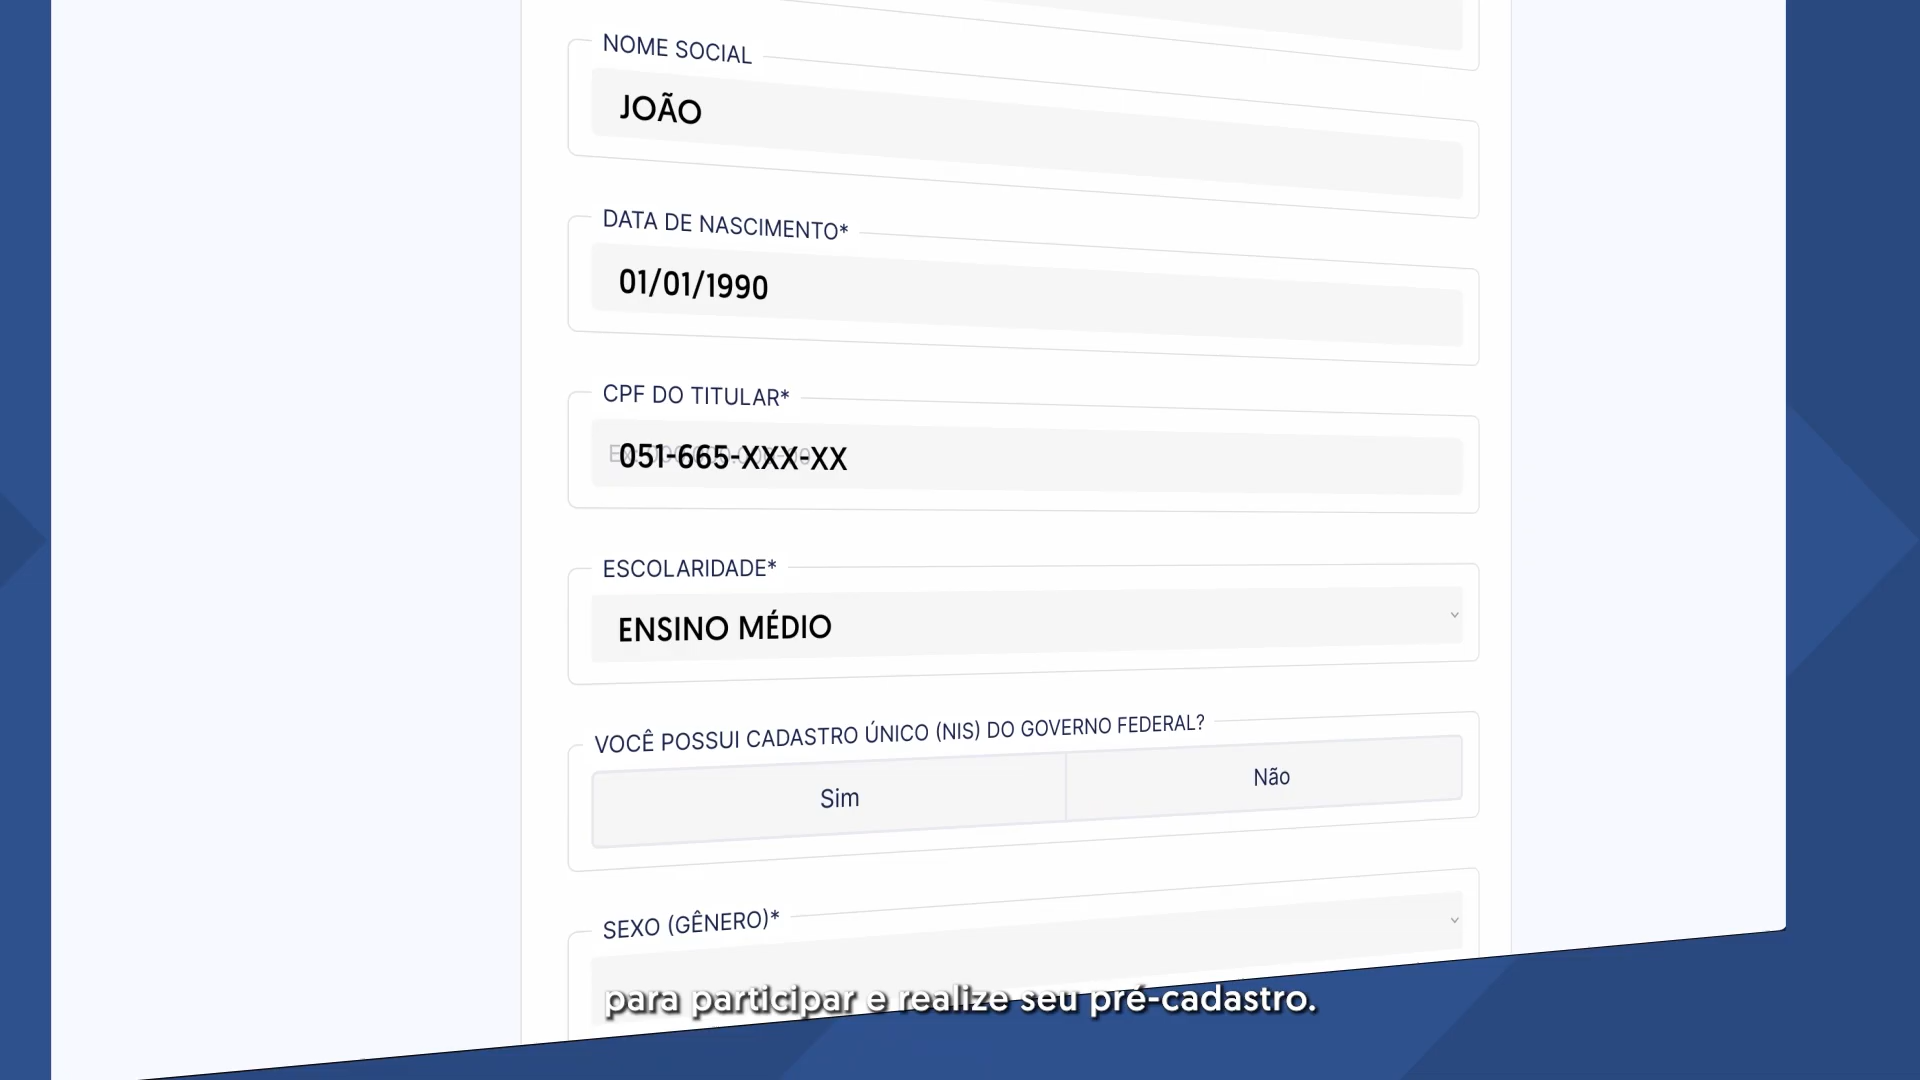 NOME SOCIAL
JOÃO
DATA DE NASCIMENTO*
01/01/1990
CPF DO TITULAR*
051-665-XXX-XX
ESCOLARIDADE*
ENSINO MÉDIO
VOCÊ POSSUI CADASTRO ÚNICO (NIS) DO GOVERNO FEDERAL?
Sim Não
SEXO (GÊNERO)*
para participar e realize seu pré-cadastro.